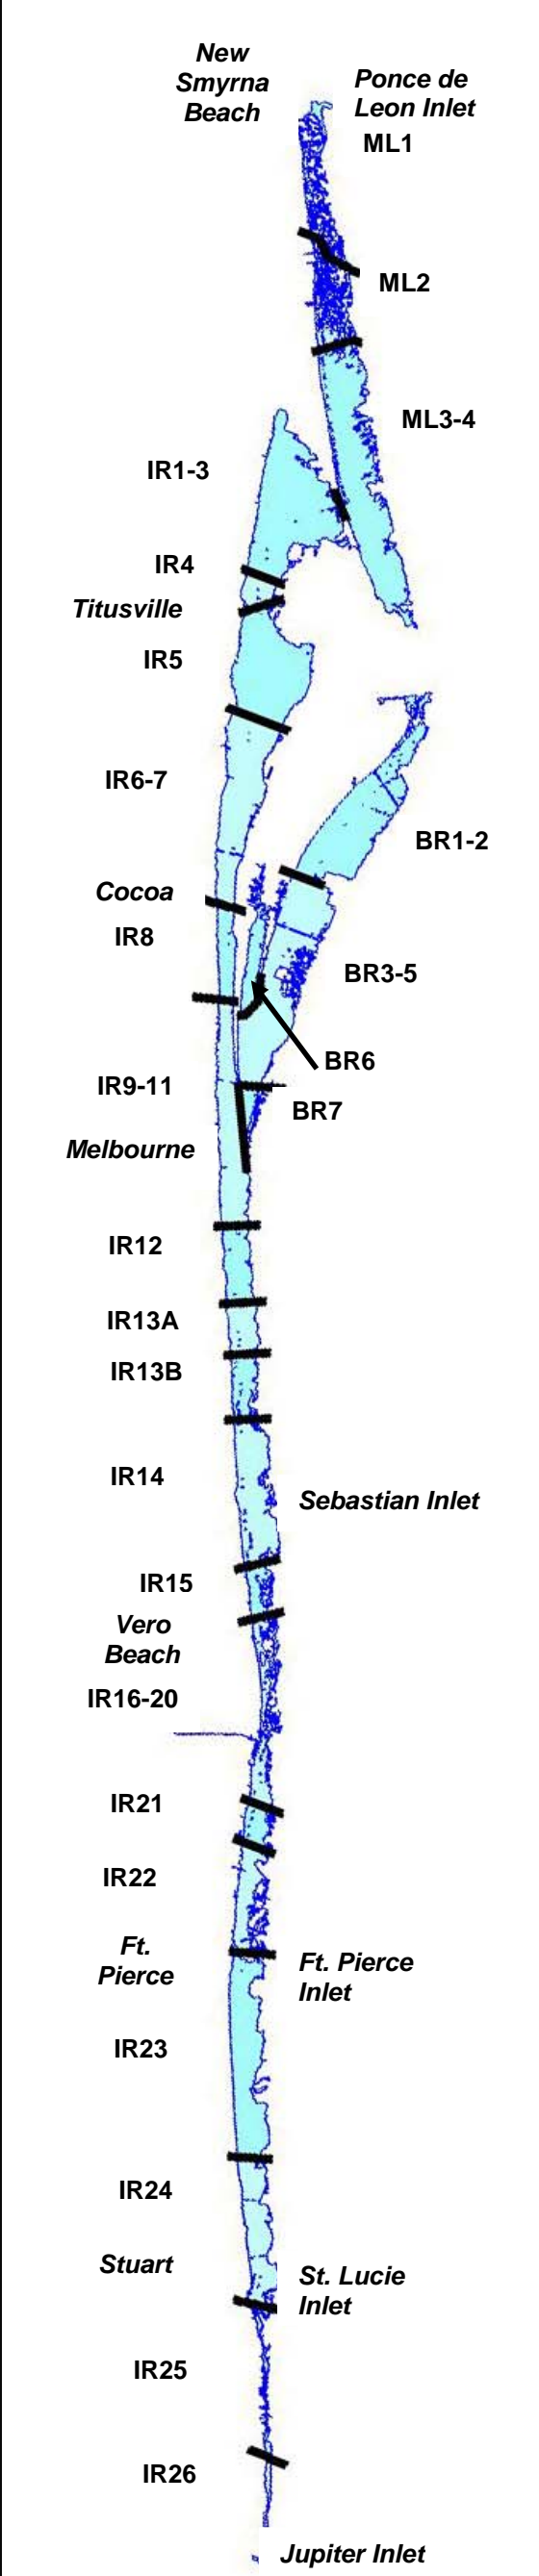 New
Smyrna
Beach
Ponce de
Leon Inlet
ML1
ML2
ML3-4
IR1-3
IR4
Titusville
IR5
IR6-7
BR1-2
Cocoa
IR8
BR3-5
BR6
IR9-11
BR7
Melbourne
IR12
IR13A
IR13B
IR14
Sebastian Inlet
IR15
Vero
Beach
IR16-20
IR21
IR22
Ft.
Pierce
Ft. Pierce
Inlet
IR23
IR24
Stuart
St. Lucie
Inlet
IR25
IR26
Jupiter Inlet